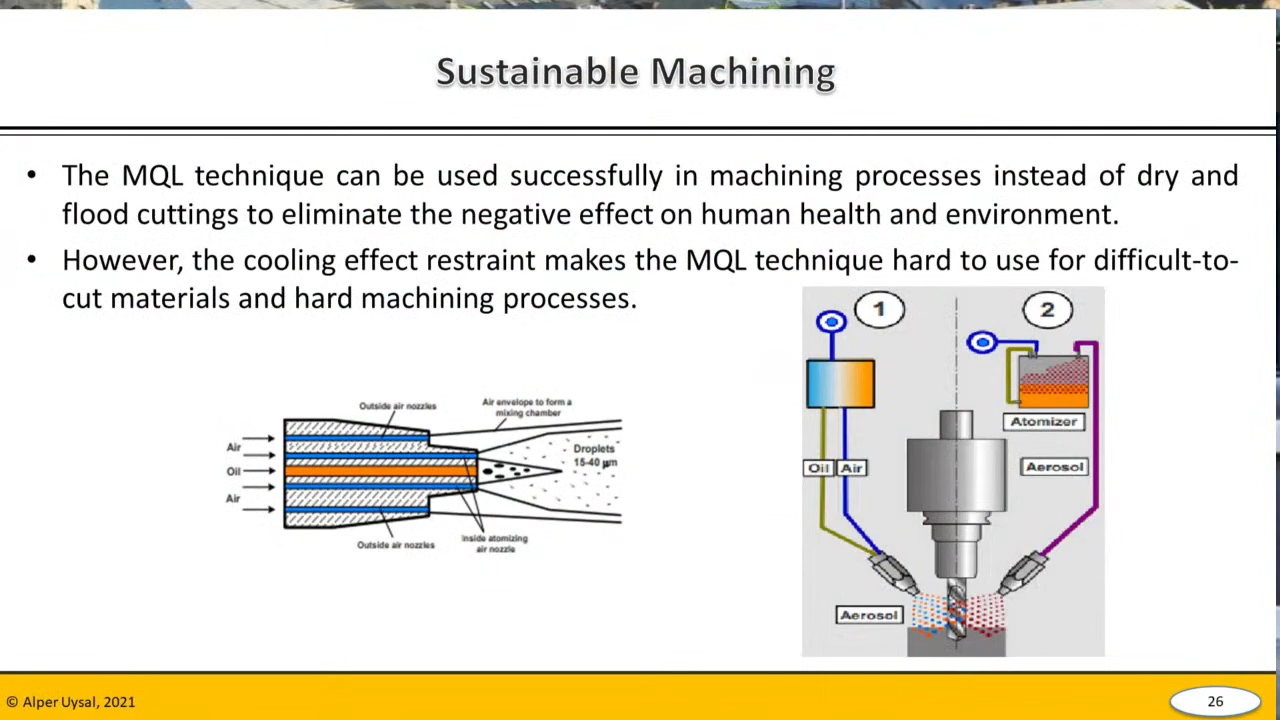 Sustainable Machining
• The MQL technique can be used successfully in machining processes instead of dry and
flood cuttings to eliminate the negative effect on human health and environment.
• However, the cooling effect restraint makes the MQL technique hard to use for difficult-to-
cut materials and hard machining processes.
Outside air nozzles
Air envelope to form a
mixing chamber
Air
Oil
Air
Droplets
15-40 µm
Outside air nozzles
Inside atomizing
air nozzle
1
2
Atomizer
Oil
Air
Aerosol
Aerosol
© Alper Uysal, 2021
26